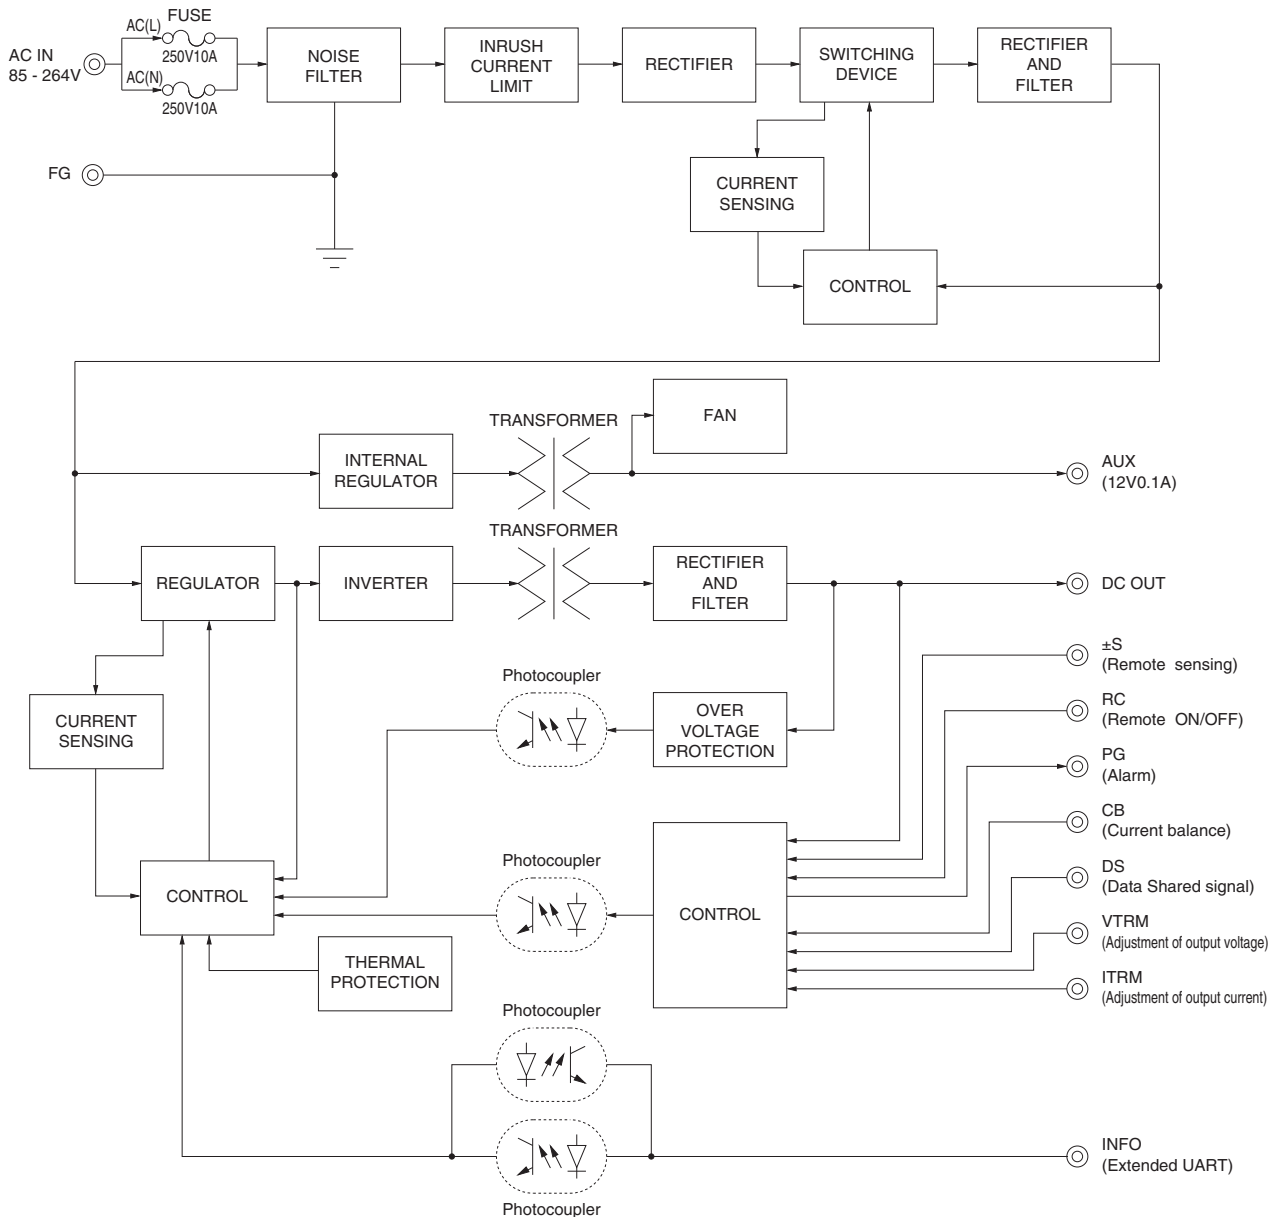 FUSE
AC IN
85 - 264V
AC(L)
250V10A
AC(N)
250V10A
NOISE
FILTER
INRUSH
CURRENT
LIMIT
RECTIFIER
SWITCHING
DEVICE
RECTIFIER
AND
FILTER
FG
CURRENT
SENSING
CONTROL
FAN
TRANSFORMER
INTERNAL
REGULATOR
AUX
(12V0.1A)
TRANSFORMER
REGULATOR
INVERTER
RECTIFIER
AND
FILTER
DC OUT
±S
(Remote sensing)
Photocoupler
CURRENT
SENSING
OVER
VOLTAGE
PROTECTION
RC
(Remote ON/OFF)
PG
(Alarm)
CB
(Current balance)
Photocoupler
CONTROL
CONTROL
DS
(Data Shared signal)
VTRM
(Adjustment of output voltage)
THERMAL
PROTECTION
ITRM
(Adjustment of output current)
Photocoupler
INFO
(Extended UART)
Photocoupler